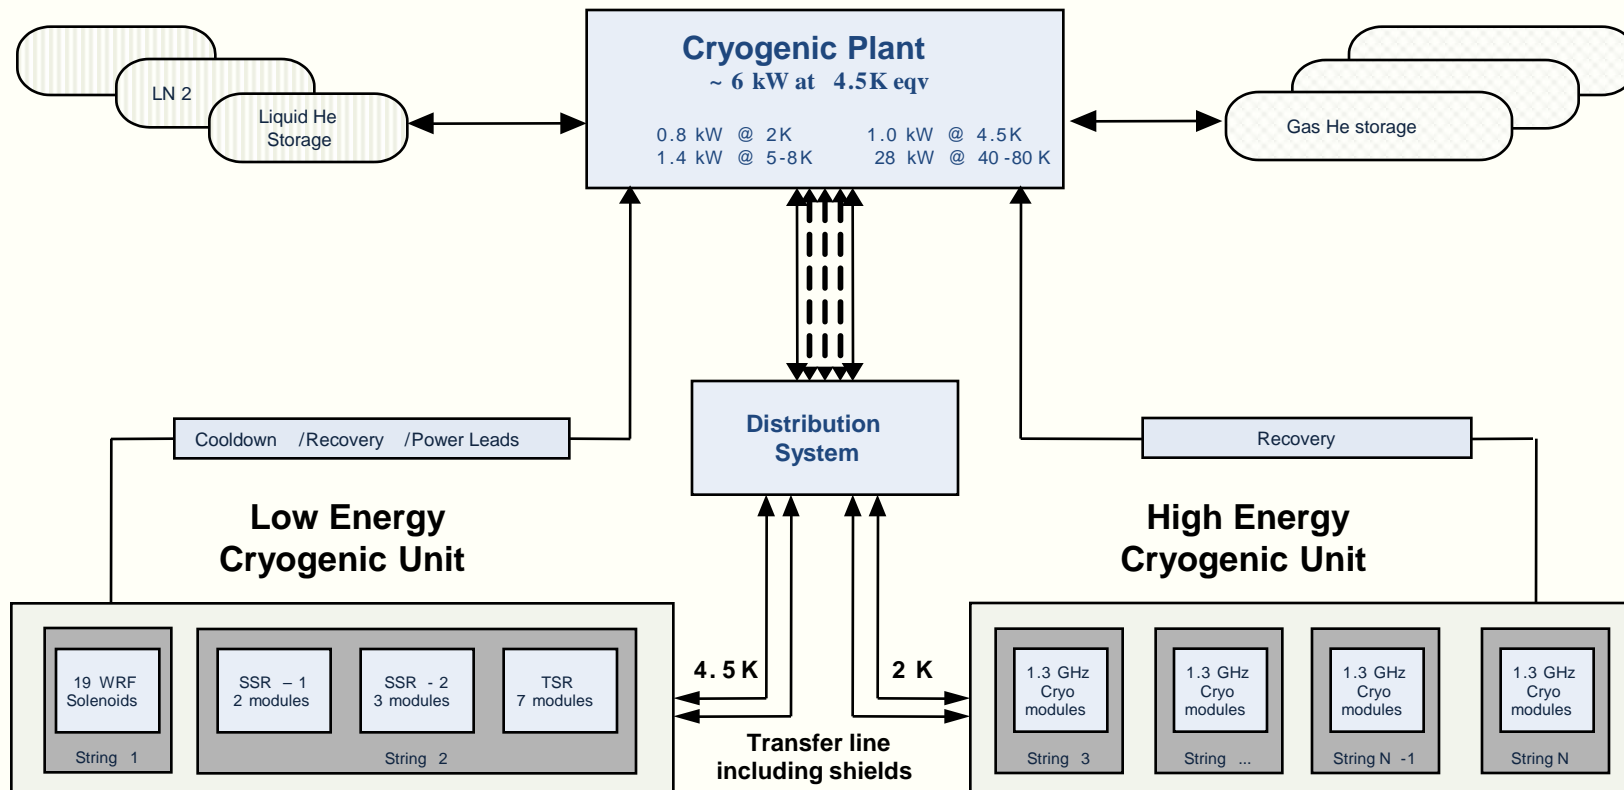 Cryogenic Plant
~ 6 kW at 4.5K eqv
0.8 kW @ 2K 1.0 kW @ 4.5K
1.4 kW @ 5-8K 28 kW @ 40-80 K
LN 2
Liquid He
Storage
Gas He storage
Distribution
System
Cooldown /Recovery /Power Leads
Recovery
Low Energy
Cryogenic Unit
High Energy
Cryogenic Unit
4.5K
2 K
19 WRF
Solenoids
String 1
SSR – 1
2 modules
SSR - 2
3 modules
TSR
7 modules
String 2
Transfer line
including shields
1.3 GHz
Cryo
modules
String 3
1.3 GHz
Cryo
modules
String ...
1.3 GHz
Cryo
modules
String N -1
1.3 GHz
Cryo
modules
String N